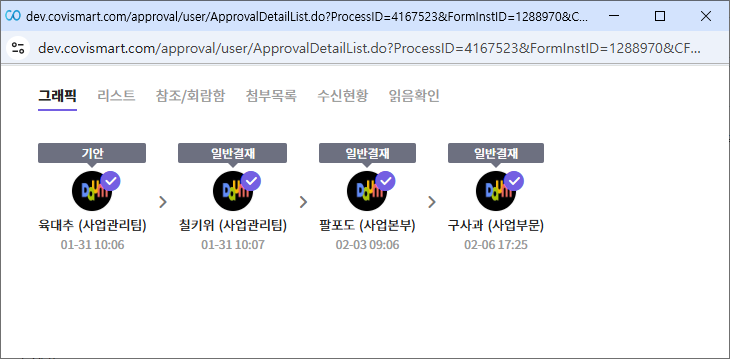 dev.covismart.com/approval/user/ApprovalDetailList.do?ProcessID=4167523&FormInstID=1288970&C...
dev.covismart.com/approval/user/ApprovalDetailList.do?ProcessID=4167523&FormInstID=1288970&CF...
그래픽 리스트 참조/회람함 첨부목록 수신현황 읽음확인
기안 일반결재 일반결재 일반결재
육대추 (사업관리팀) 칠키위 (사업관리팀) 팔포도 (사업본부) 구사과 (사업부문)
01-31 10:06 01-31 10:07 02-03 09:06 02-06 17:25